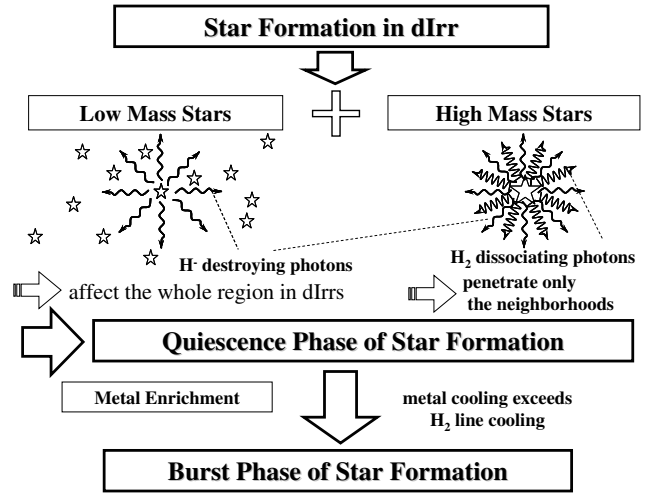 Star Formation in dIrr
Low Mass Stars
High Mass Stars
H- destroying photons
H2 dissociating photons
affect the whole region in dIrrs
penetrate only
the neighborhoods
Quiescence Phase of Star Formation
Metal Enrichment
metal cooling exceeds
H2 line cooling
Burst Phase of Star Formation